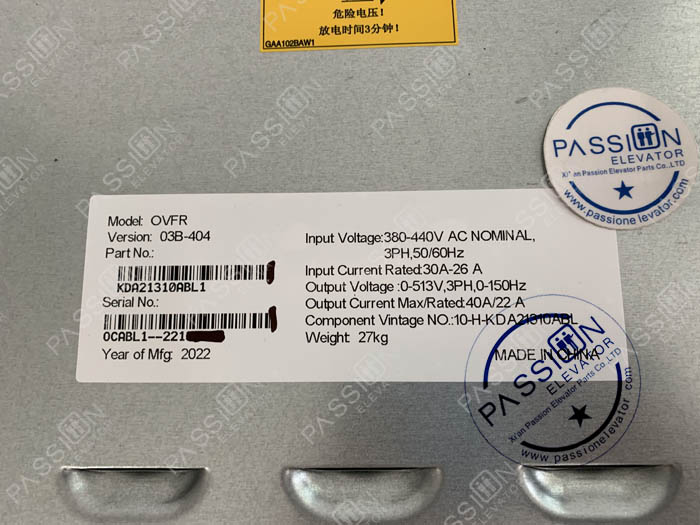 危险电压！
放电时间3分钟！
GAA102BAW1
PASSION
ELEVATOR
Xi'an Passion Elevator Parts Co.,LTD
www.passionelevator.com
Model: OVFR
Version: 03B-404
Part No.:
KDA21310ABL1
Serial No.:
OCABL1--221
Year of Mfg: 2022
Input Voltage:380-440V AC NOMINAL,
3PH,50/60Hz
Input Current Rated:30A-26 A
Output Voltage :0-513V,3PH,0-150Hz
Output Current Max/Rated:40A/22 A
Component Vintage NO.:10-H-KDA21310ABL
Weight: 27kg
MADE IN CHINA
PASSION
ELEVATOR
Xi'an Passion Elevator Parts Co.,LTD
www.passionelevator.com